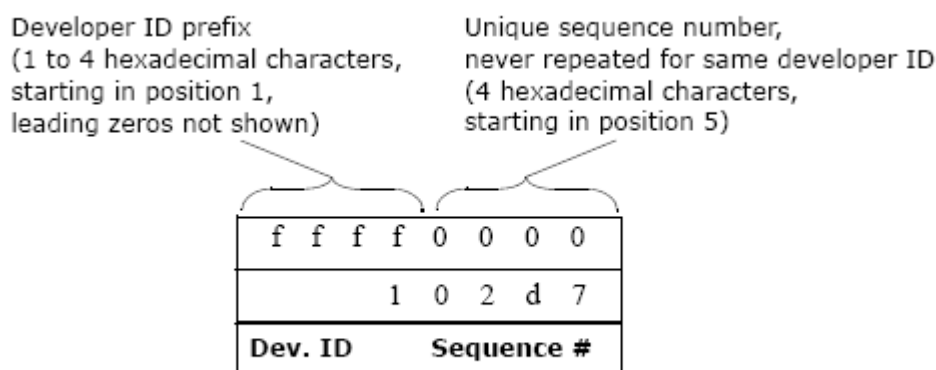 Developer ID prefix
(1 to 4 hexadecimal characters,
starting in position 1,
leading zeros not shown)
Unique sequence number,
never repeated for same developer ID
(4 hexadecimal characters,
starting in position 5)
f f f f 0 0 0 0
1 0 2 d 7
Dev. ID Sequence #